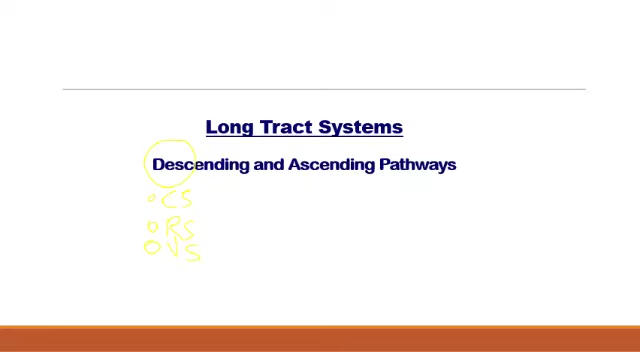 Long Tract Systems
Descending and Ascending Pathways
CS
RS
VS